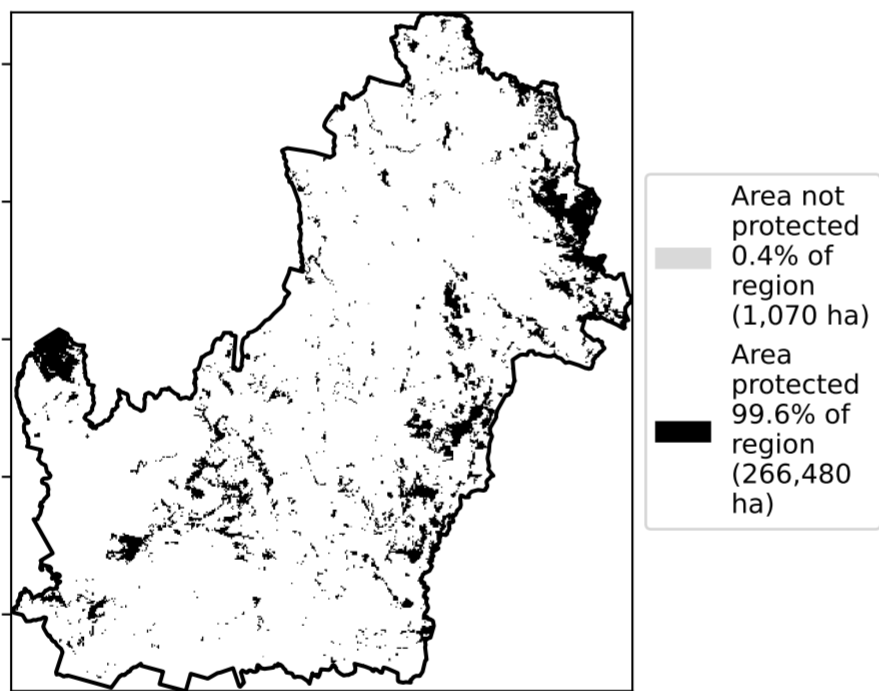 Area not
protected
0.4% of
region
(1,070 ha)
Area
protected
99.6% of
region
(266,480
ha)